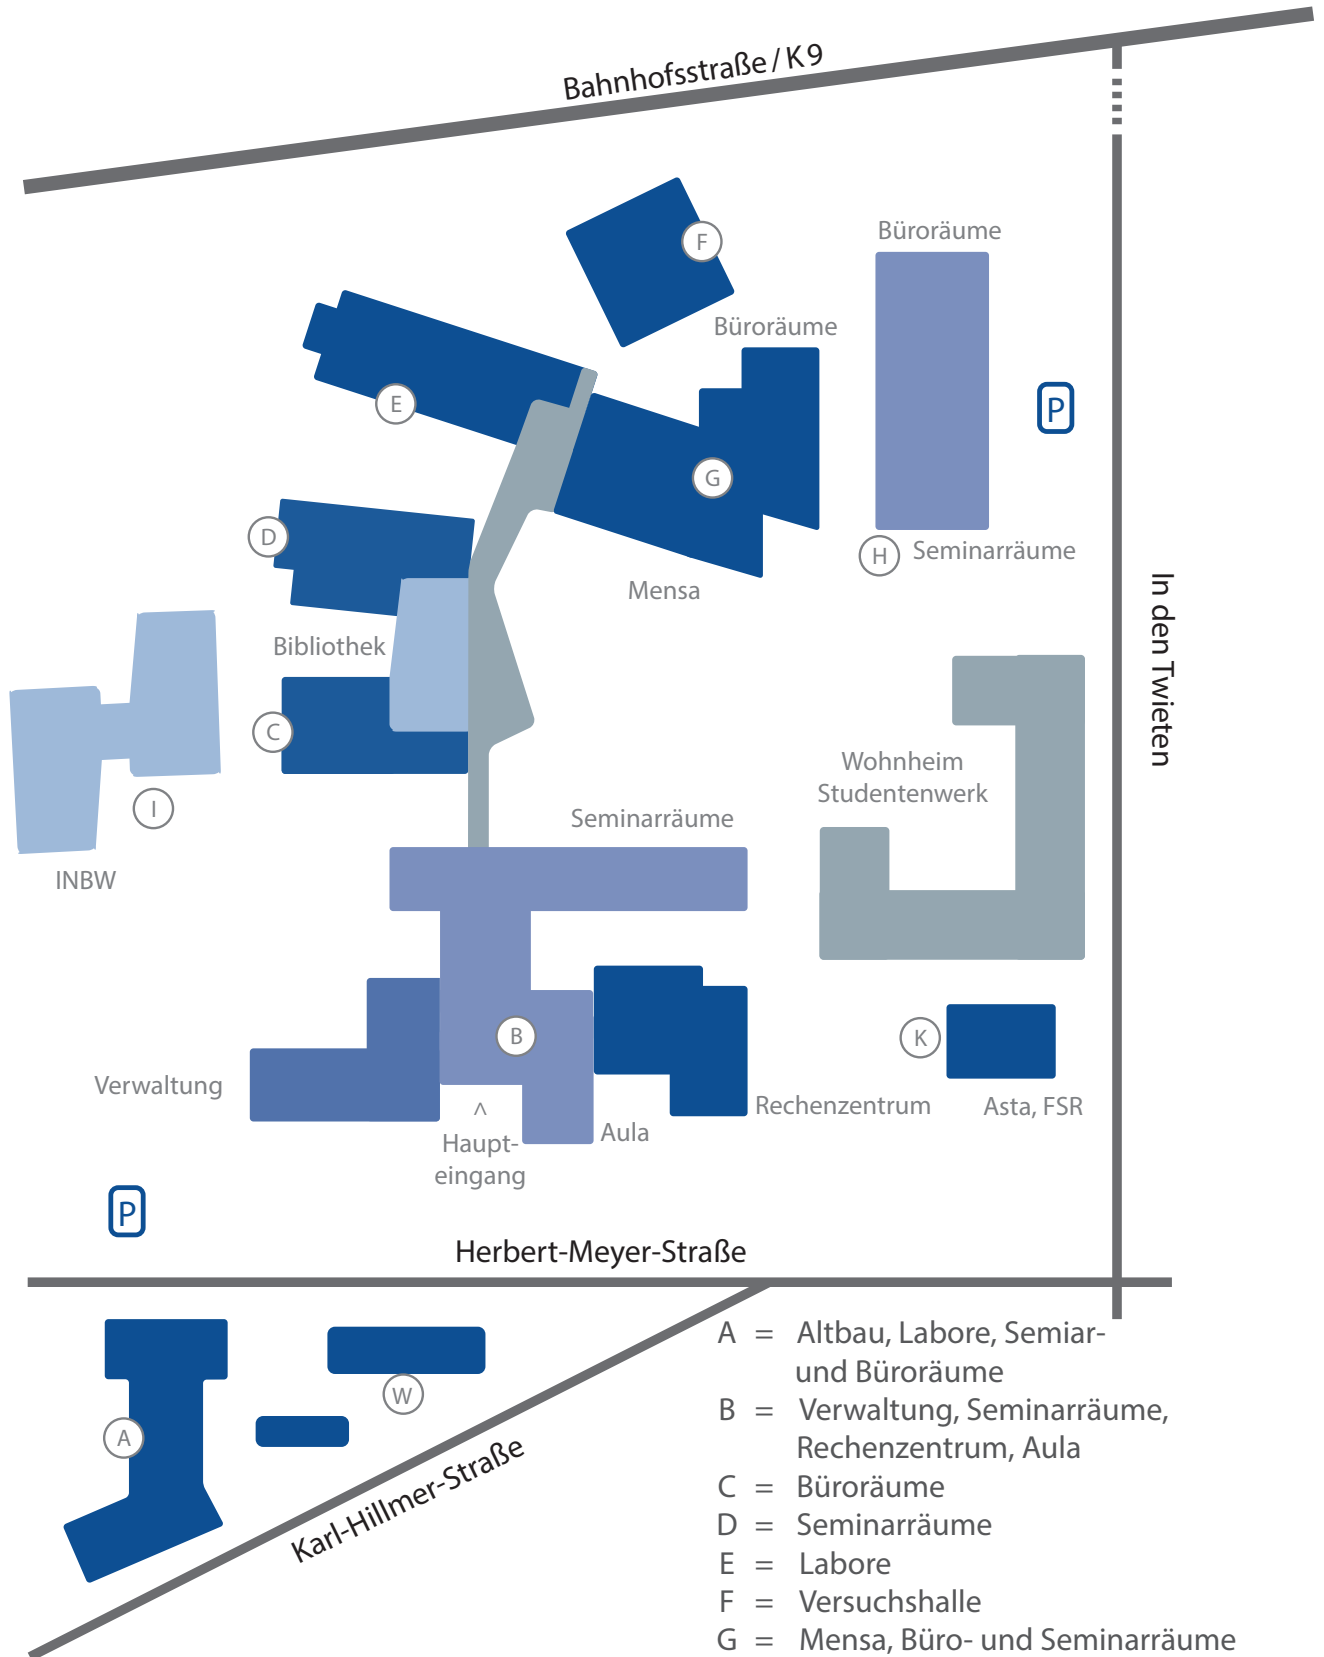 Bahnhofsstraße / K 9
F
Büroräume
Büroräume
E
P
G
D
H
Seminarräume
Mensa
In den Twieten
Bibliothek
C
Wohnheim
Studentenwerk
I
Seminarräume
INBW
B
K
Verwaltung
Rechenzentrum
Asta, FSR
^
Haupt-
eingang
Aula
P
Herbert-Meyer-Straße
W
A
Karl-Hillmer-Straße
A = Altbau, Labore, Semiar-
und Büroräume
B = Verwaltung, Seminarräume,
Rechenzentrum, Aula
C = Büroräume
D = Seminarräume
E = Labore
F = Versuchshalle
G = Mensa, Büro- und Seminarräume